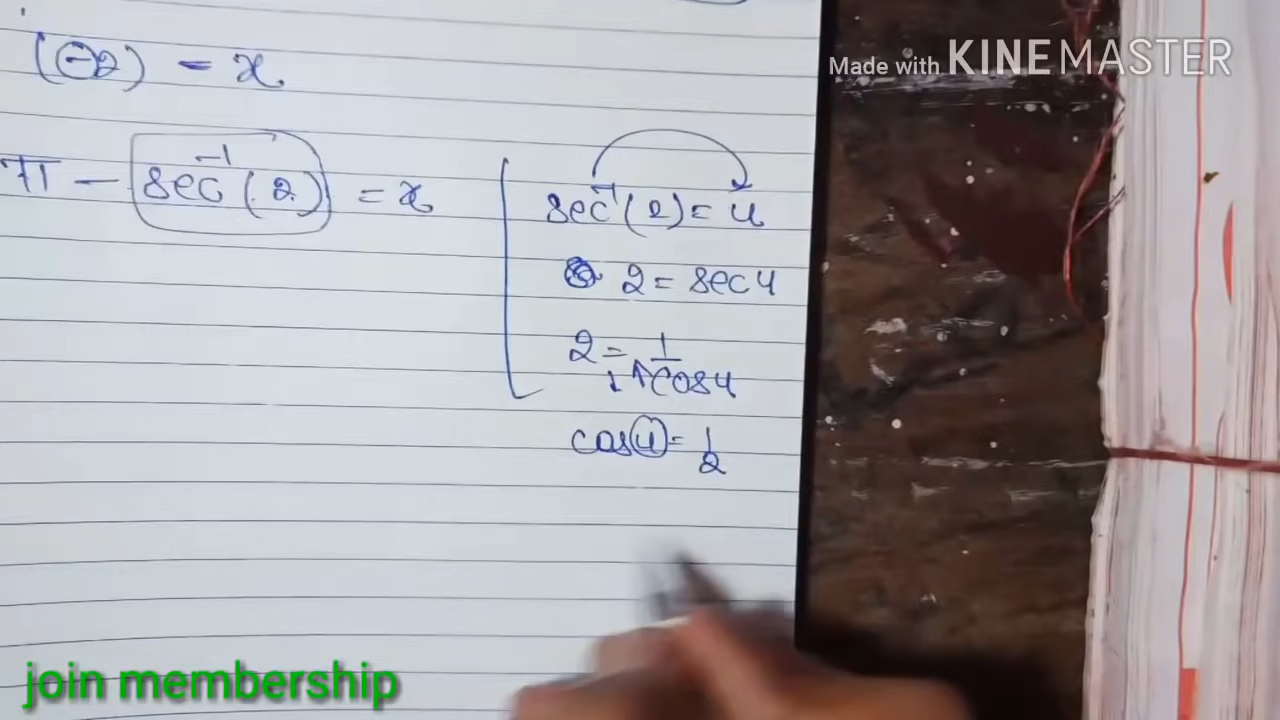 (-2) = x
Made with KINEMASTER
π - sec⁻¹(2) = x
sec⁻¹(2) = u
2 = sec u
2 = 1/cos u
cos u = 1/2
join membership